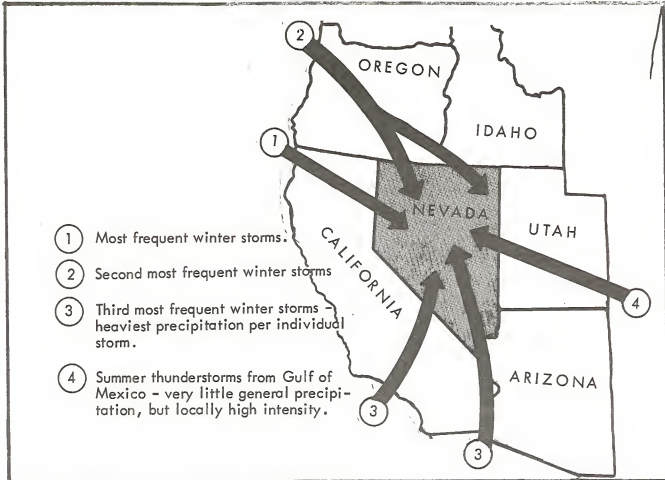 2
OREGON
IDAHO
1
NEVADA
UTAH
CALIFORNIA
4
ARIZONA
3
3
1 Most frequent winter storms.
2 Second most frequent winter storms
3 Third most frequent winter storms -
heaviest precipitation per individual
storm.
4 Summer thunderstorms from Gulf of
Mexico - very little general precipi-
tation, but locally high intensity.